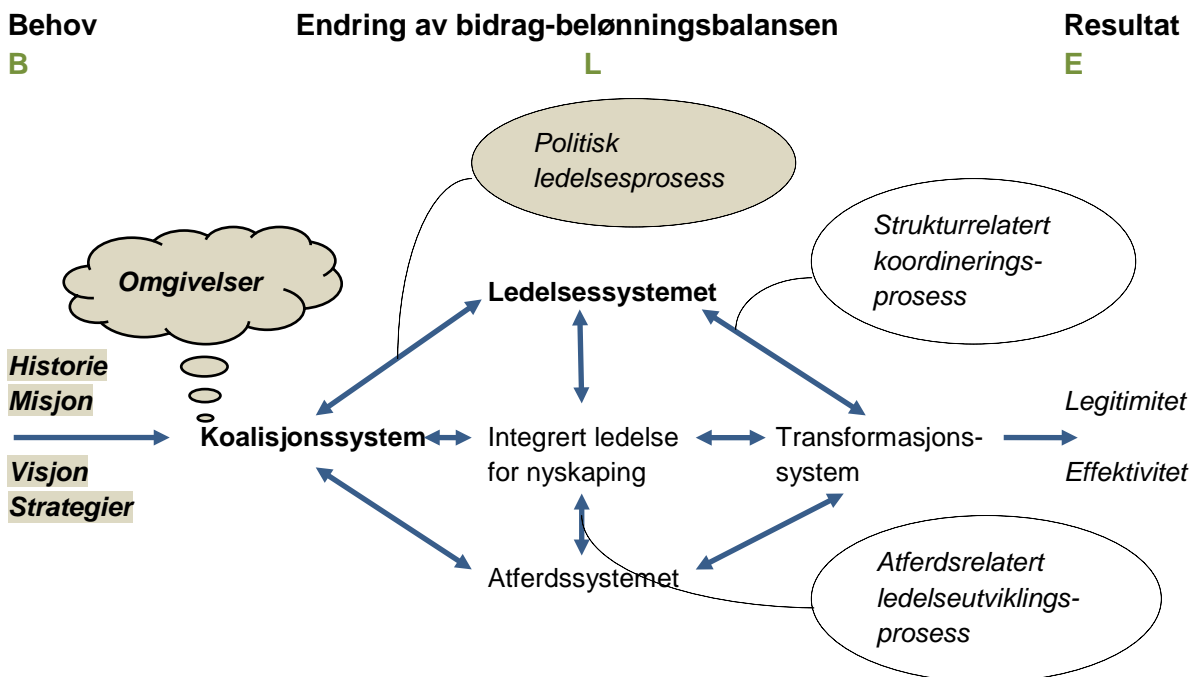 Behov Endring av bidrag-belønningsbalansen Resultat
B L E
Politisk
ledelsesprosess
Strukturrelatert
koordinerings-
prosess
Omgivelser
Ledelsessystemet
Historie
Misjon
Legitimitet
Koalisjonssystem
Integrert ledelse
for nyskaping
Transformasjons-
system
Visjon
Strategier
Effektivitet
Atferdssystemet
Atferdsrelatert
ledelseutviklings-
prosess